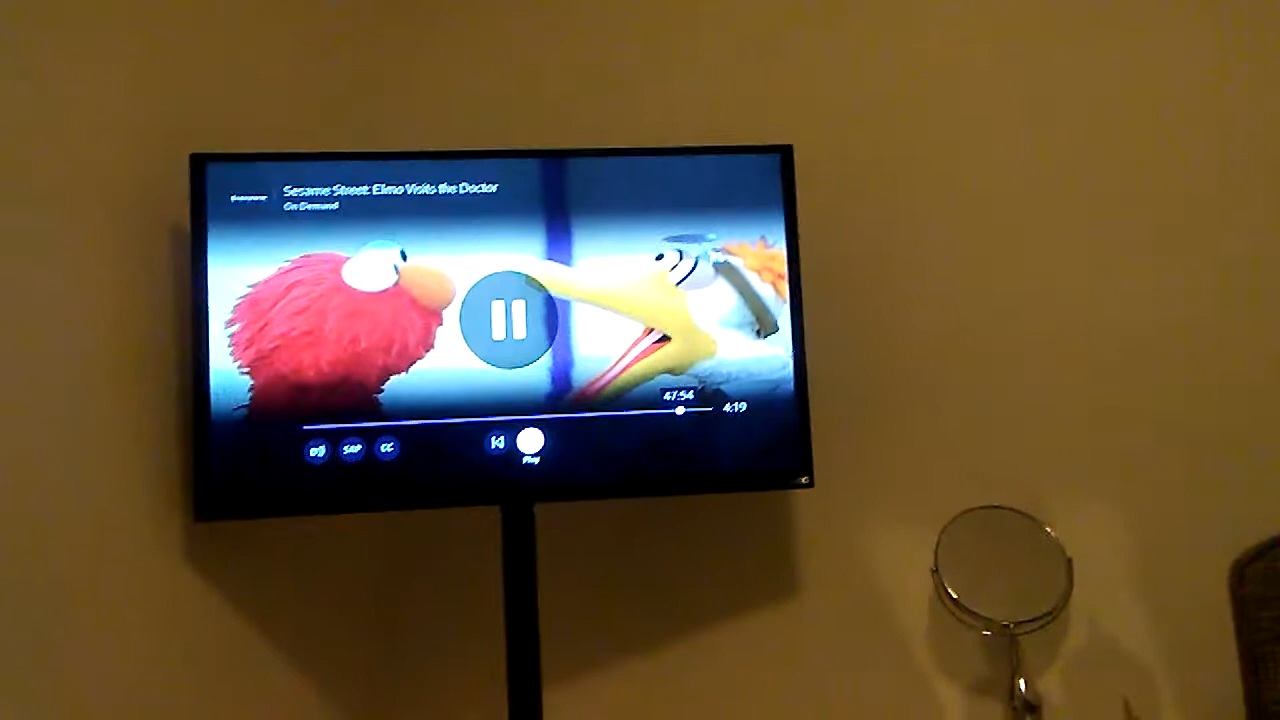 Sesame Street: Elmo Visits the Doctor
On Demand
47:54
4:19
SAP
CC
Play